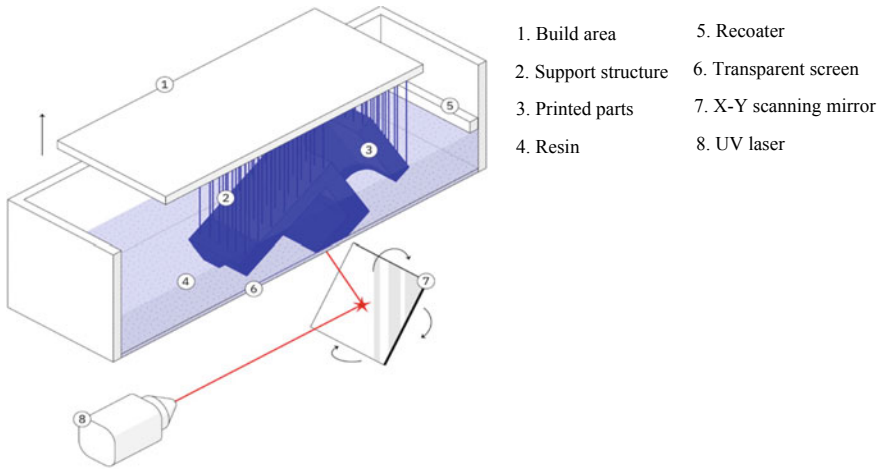 1. Build area
2. Support structure
3. Printed parts
4. Resin
5. Recoater
6. Transparent screen
7. X-Y scanning mirror
8. UV laser
1
5
3
2
4
6
7
8